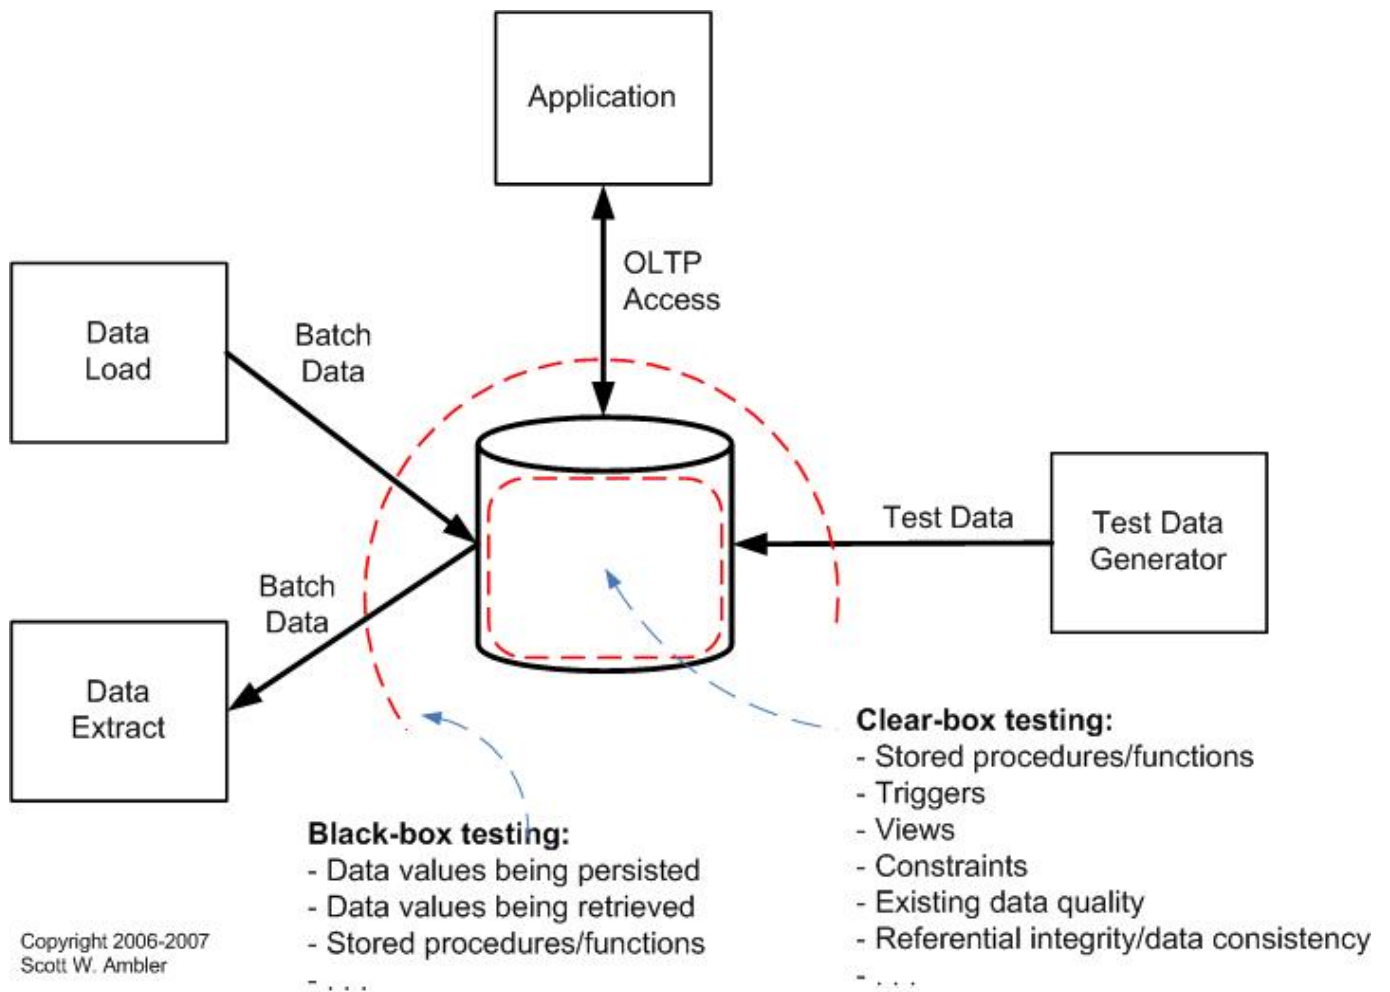 Application
OLTP
Access
Data
Load
Batch
Data
Test Data
Test Data
Generator
Batch
Data
Data
Extract
Clear-box testing:
- Stored procedures/functions
- Triggers
- Views
- Constraints
- Existing data quality
- Referential integrity/data consistency
- . . .
Black-box testing:
- Data values being persisted
- Data values being retrieved
- Stored procedures/functions
- . . .
Copyright 2006-2007
Scott W. Ambler